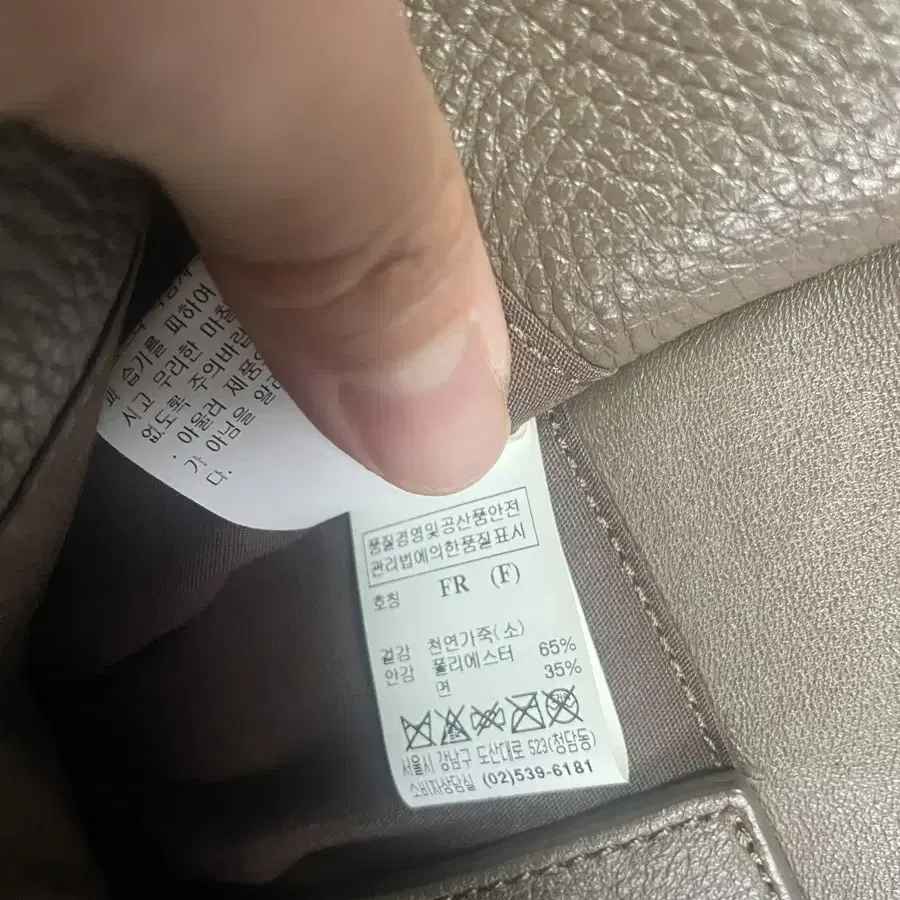 습기를 피하여
시고 무리한 마찰
없도록 주의바랍
. 아울러 제품
가 아님을 알
다.
품질경영및공산품안전
관리법에의한품질표시
호칭 FR (F)
겉감 천연가죽(소)
안감 폴리에스터 65%
면 35%
서울시 강남구 도산대로 523(청담동)
소비자상담실 (02)539-6181